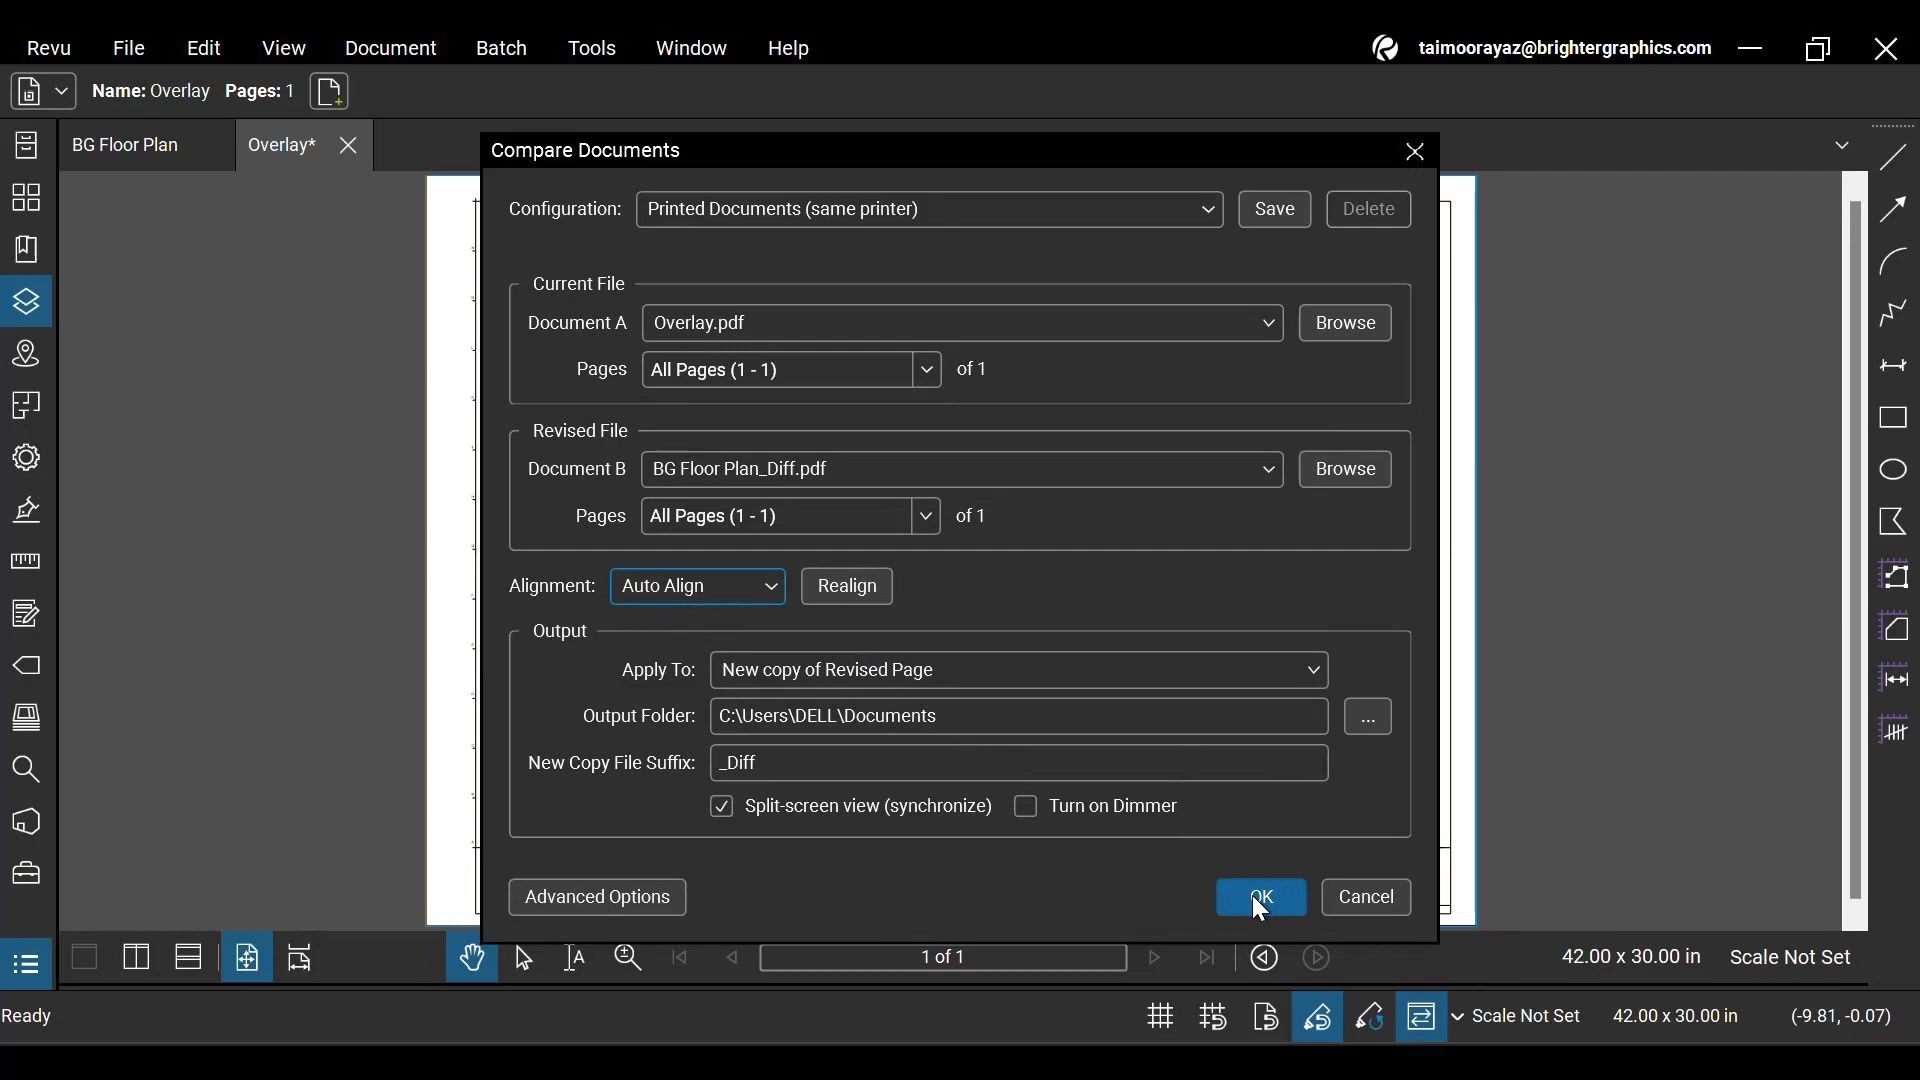 Revu File Edit View Document Batch Tools Window Help taimoorayaz@brightergraphics.com
Name: Overlay Pages: 1
BG Floor Plan Overlay*
Compare Documents
Configuration: Printed Documents (same printer) Save Delete
Current File
Document A Overlay.pdf Browse
Pages All Pages (1 - 1) of 1
Revised File
Document B BG Floor Plan_Diff.pdf Browse
Pages All Pages (1 - 1) of 1
Alignment: Auto Align Realign
Output
Apply To: New copy of Revised Page
Output Folder: C:\Users\DELL\Documents ...
New Copy File Suffix: _Diff
Split-screen view (synchronize) Turn on Dimmer
Advanced Options OK Cancel
1 of 1 42.00 x 30.00 in Scale Not Set
Ready Scale Not Set 42.00 x 30.00 in (-9.81, -0.07)